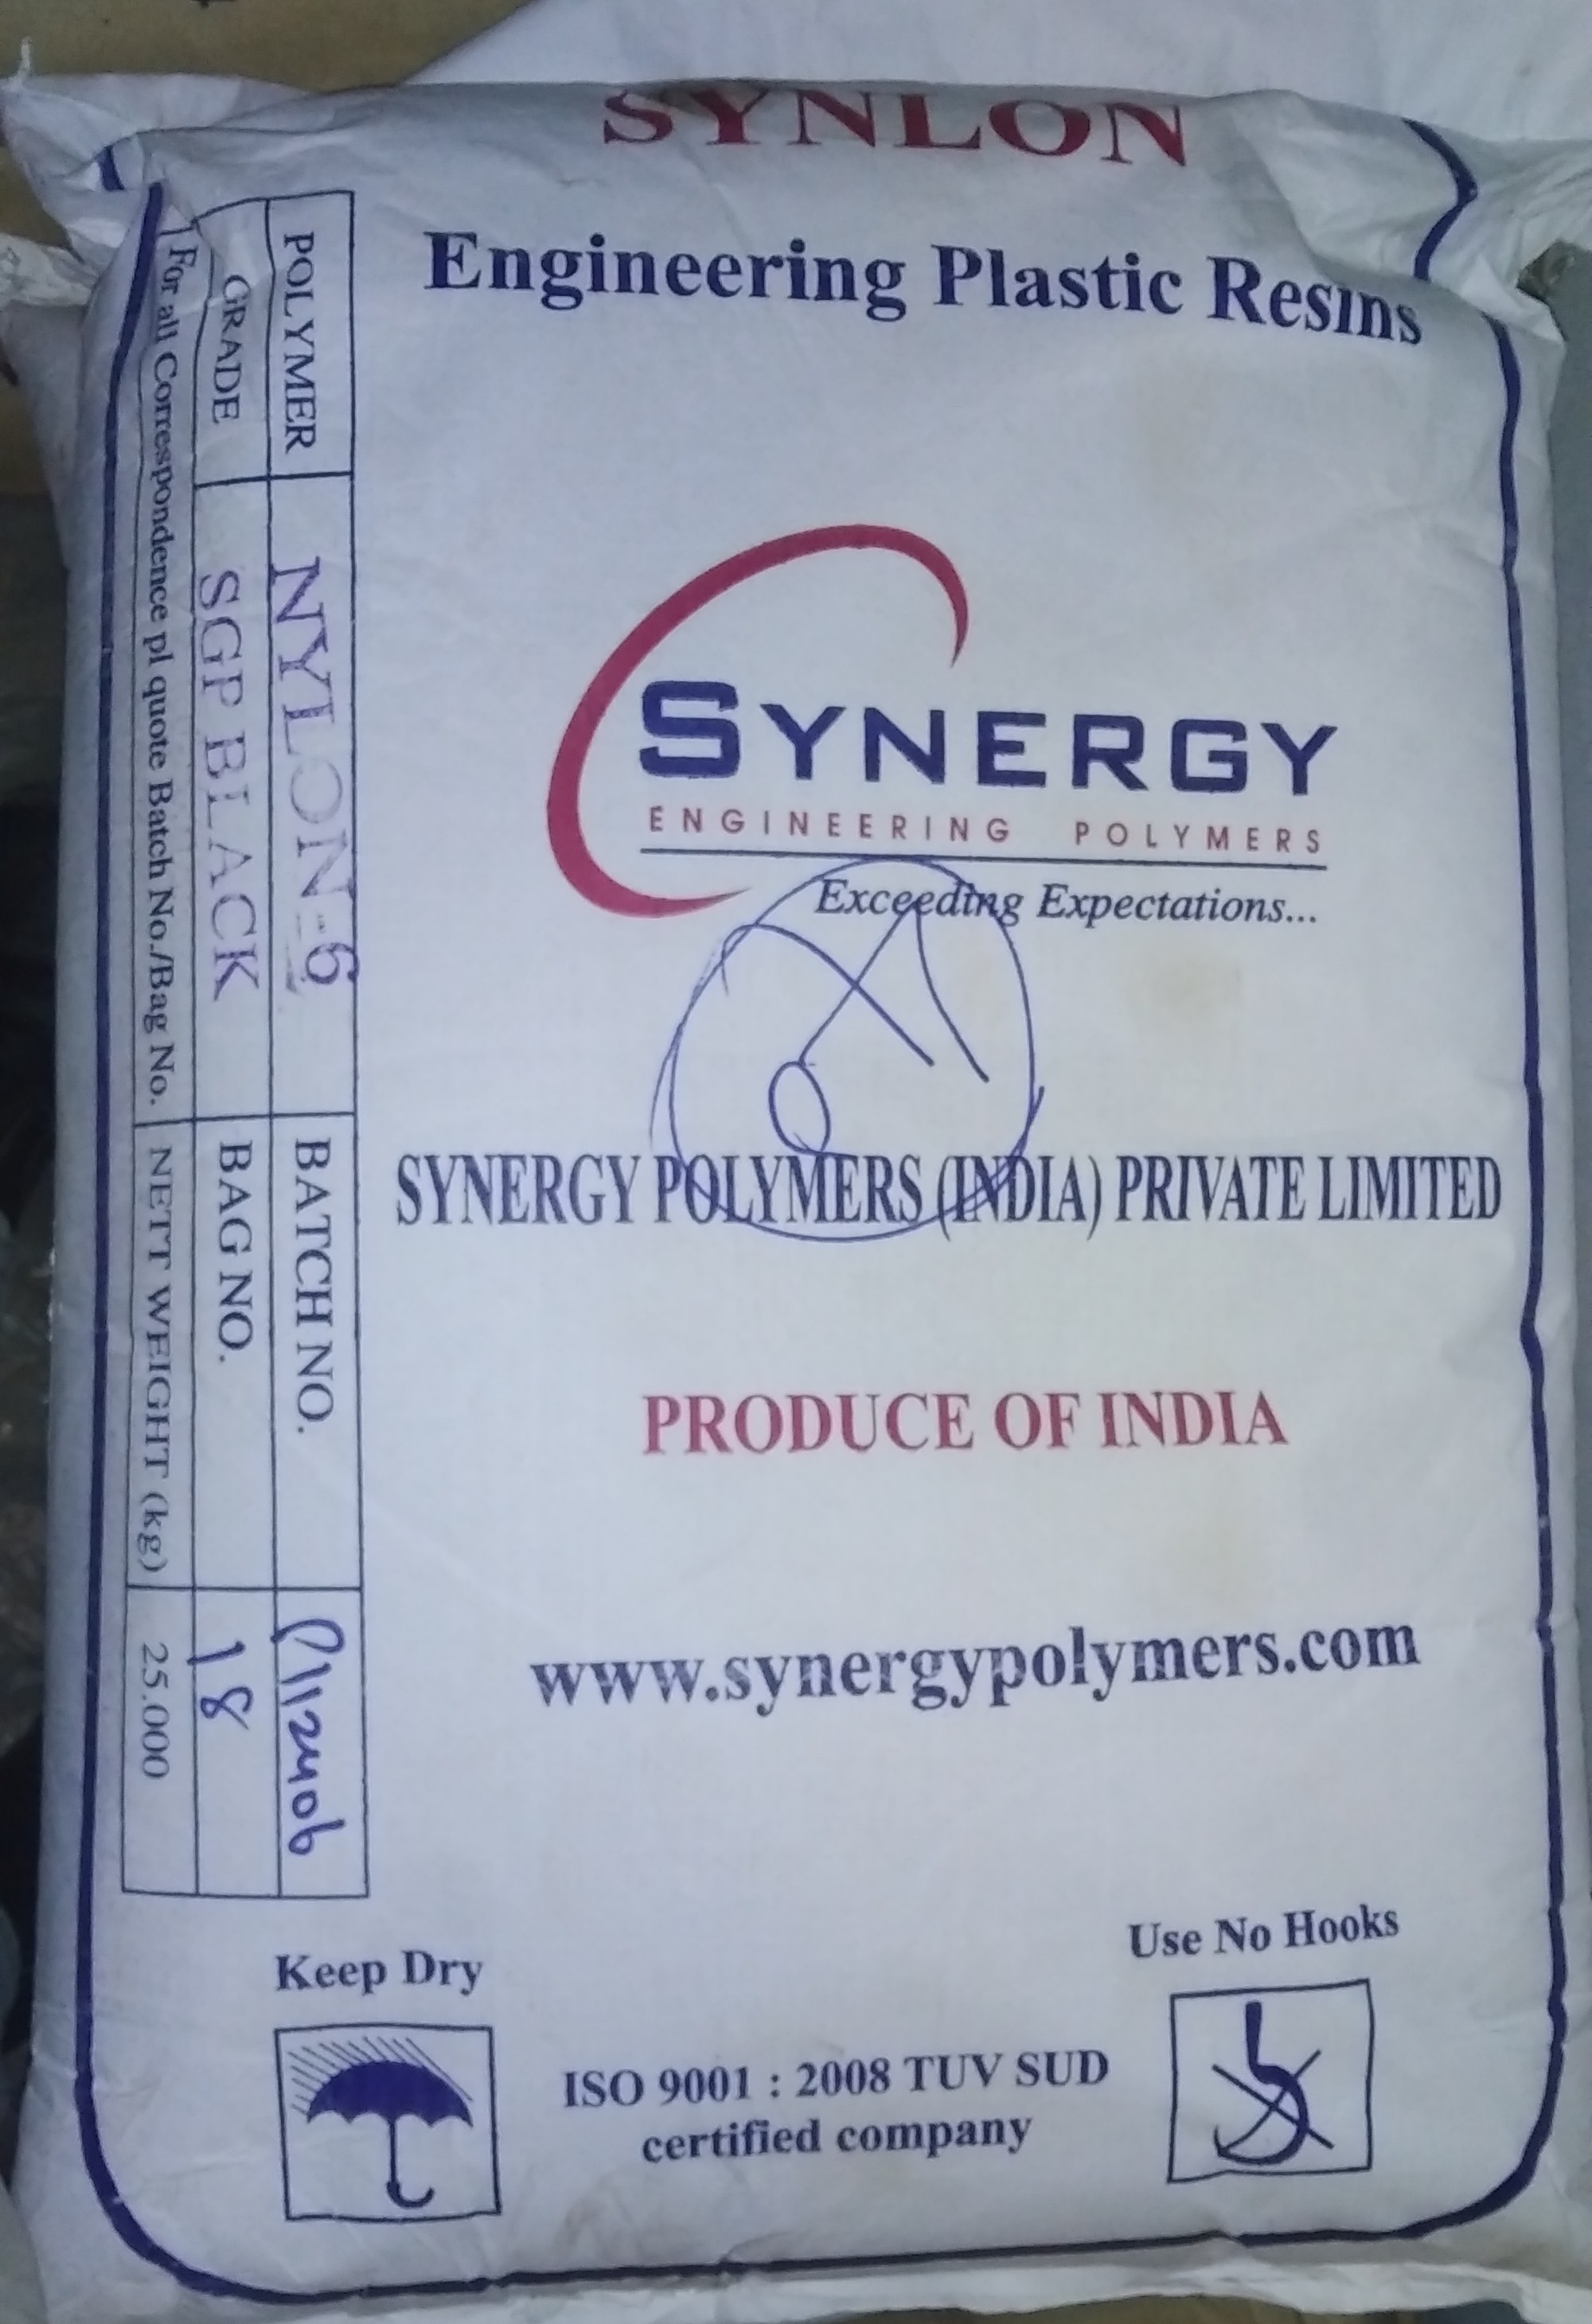 SYNLON
Engineering Plastic Resins
SYNERGY
ENGINEERING POLYMERS
Exceeding Expectations...
SYNERGY POLYMERS (INDIA) PRIVATE LIMITED
PRODUCE OF INDIA
www.synergypolymers.com
POLYMER NYLON-6 BATCH NO. P112406
GRADE SGP BLACK BAG NO. 18
For all Correspondence pl quote Batch No./Bag No. NETT WEIGHT (kg) 25.000
Keep Dry
Use No Hooks
ISO 9001 : 2008 TUV SUD
certified company